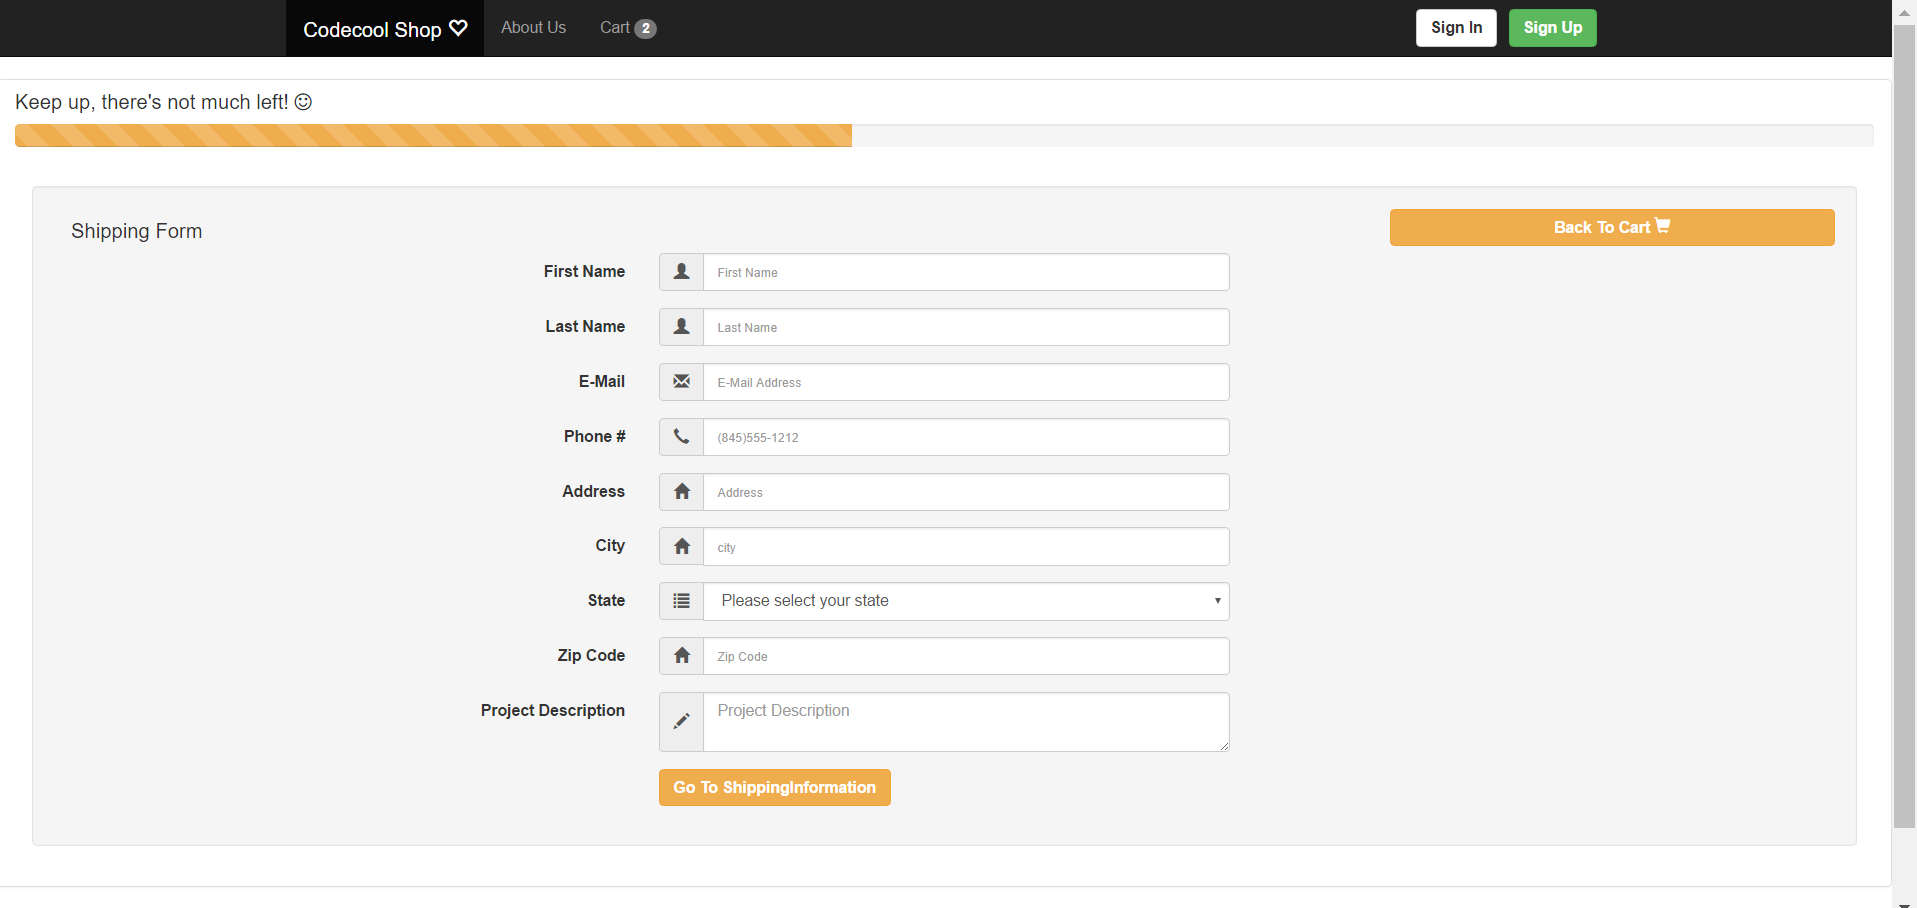 Codecool Shop About Us Cart 2 Sign In Sign Up
Keep up, there's not much left!
Shipping Form
Back To Cart
First Name First Name
Last Name Last Name
E-Mail E-Mail Address
Phone # (845)555-1212
Address Address
City city
State Please select your state
Zip Code Zip Code
Project Description Project Description
Go To ShippingInformation